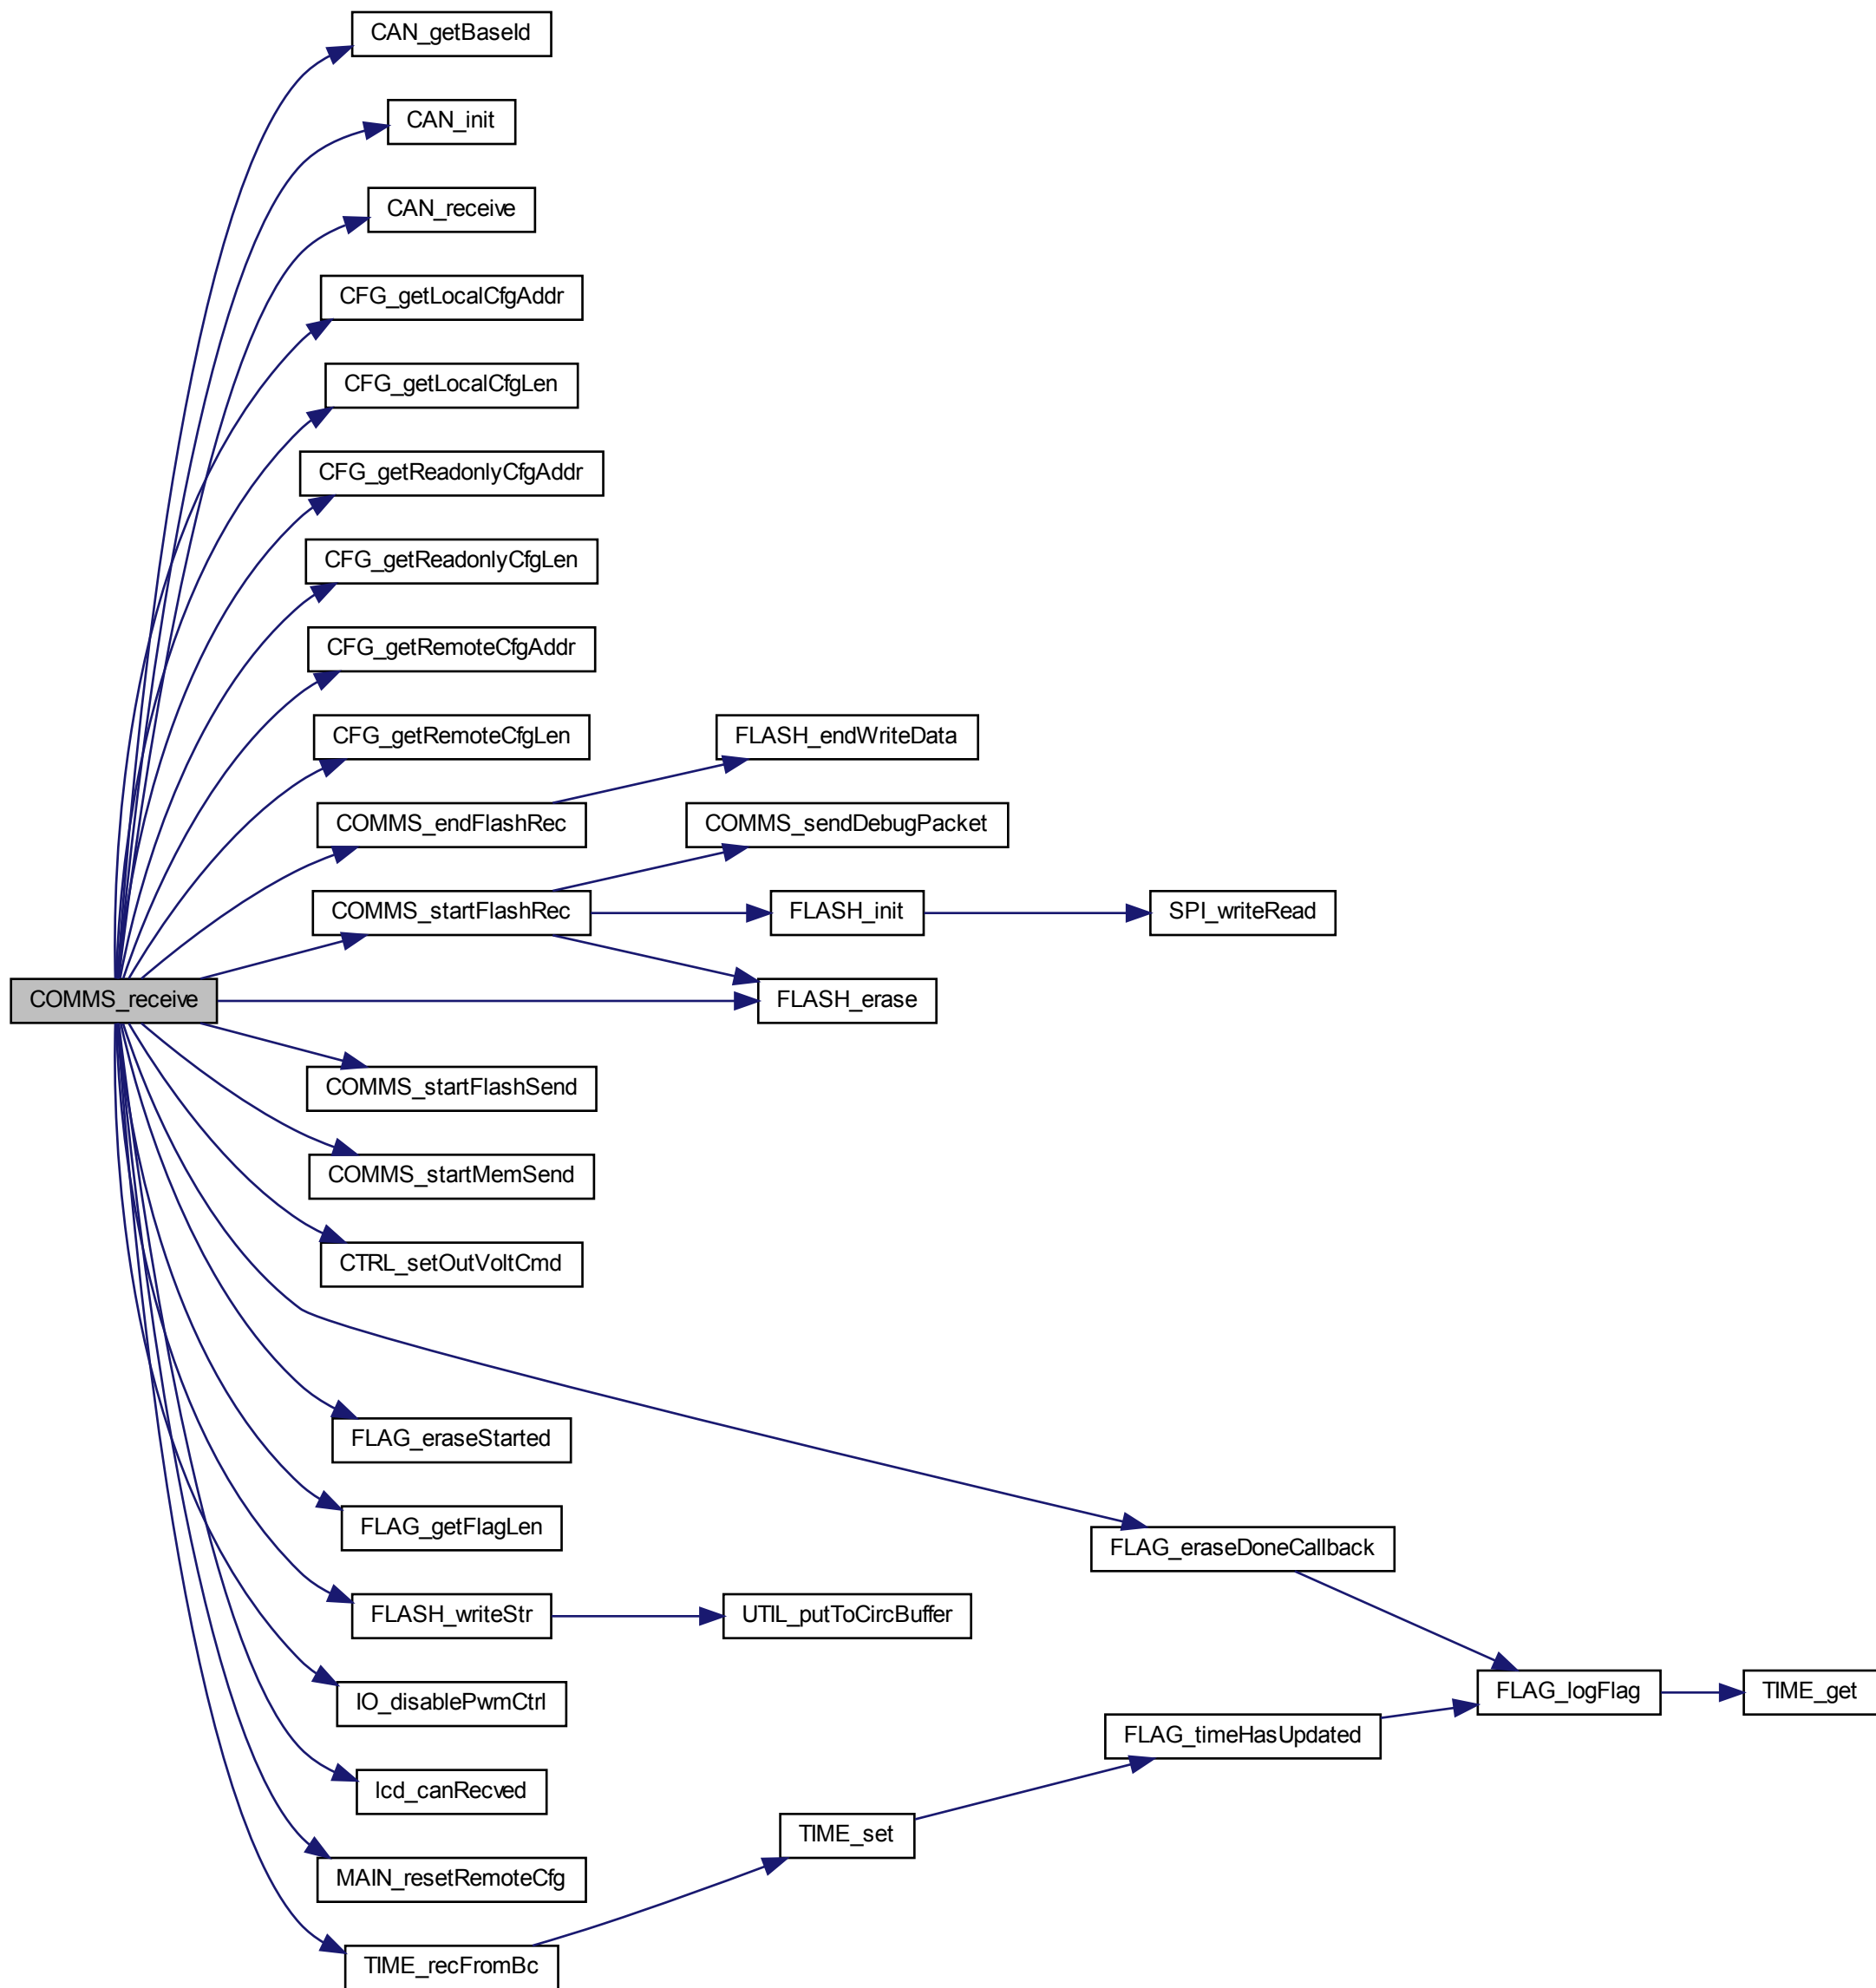 CAN_getBaseId
CAN_init
CAN_receive
CFG_getLocalCfgAddr
CFG_getLocalCfgLen
CFG_getReadonlyCfgAddr
CFG_getReadonlyCfgLen
CFG_getRemoteCfgAddr
CFG_getRemoteCfgLen
FLASH_endWriteData
COMMS_endFlashRec
COMMS_sendDebugPacket
COMMS_startFlashRec
FLASH_init
SPI_writeRead
COMMS_receive
FLASH_erase
COMMS_startFlashSend
COMMS_startMemSend
CTRL_setOutVoltCmd
FLAG_eraseStarted
FLAG_getFlagLen
FLAG_eraseDoneCallback
FLASH_writeStr
UTIL_putToCircBuffer
IO_disablePwmCtrl
FLAG_logFlag
TIME_get
FLAG_timeHasUpdated
lcd_canRecved
TIME_set
MAIN_resetRemoteCfg
TIME_recFromBc